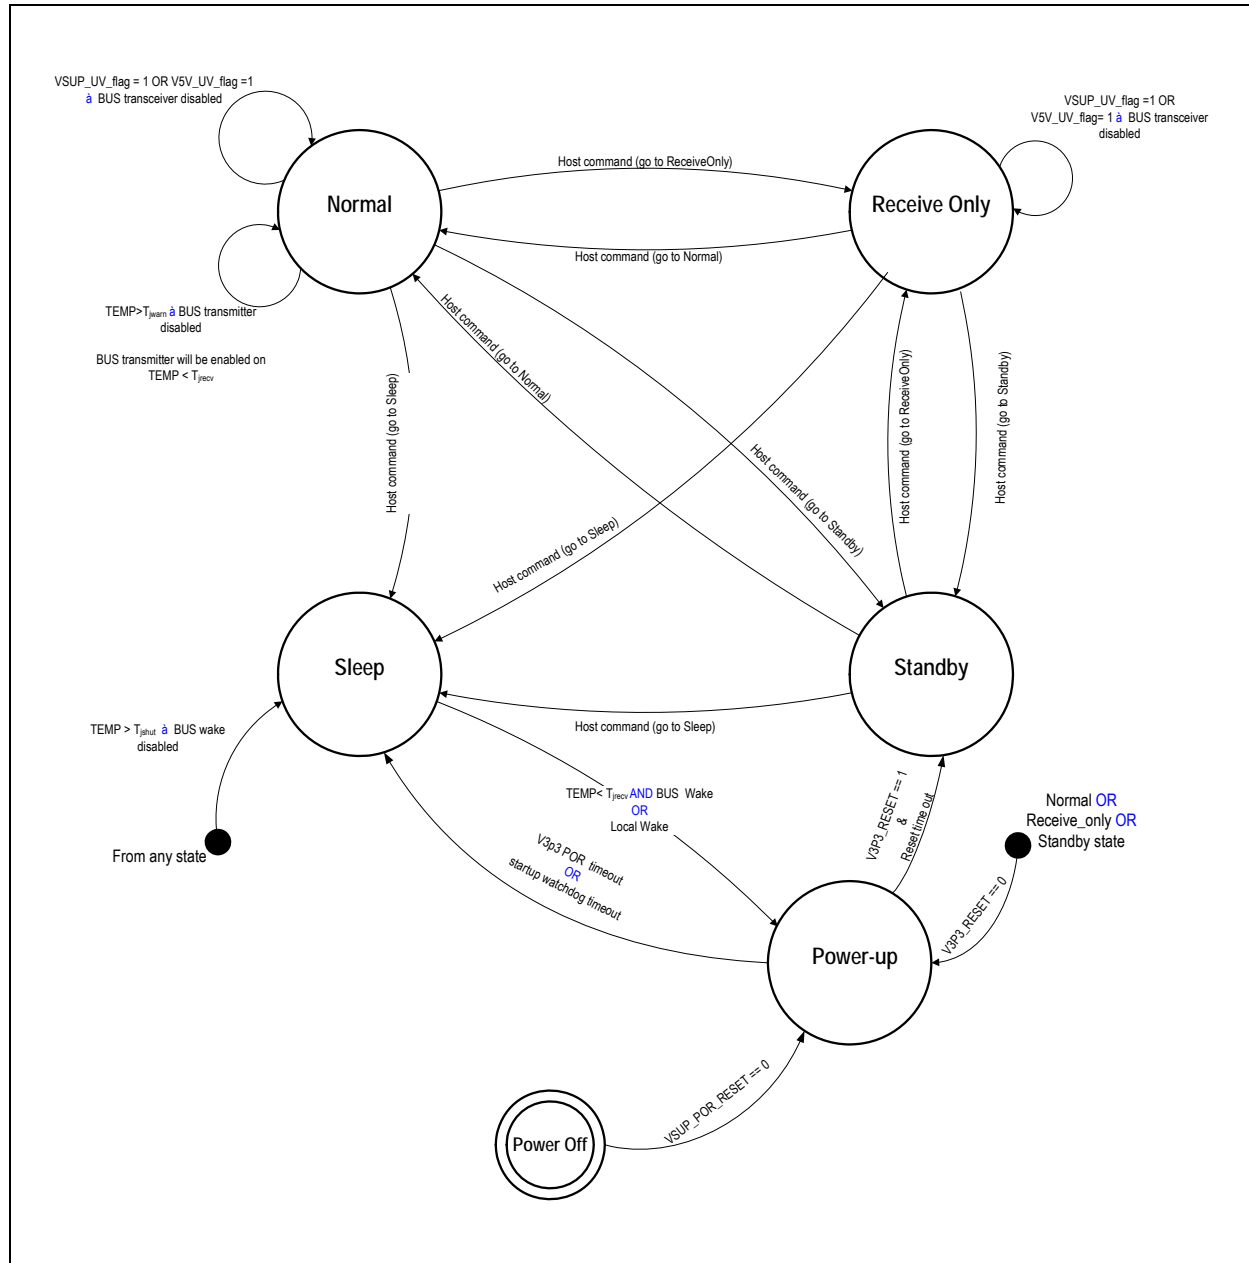 VSUP_UV_flag = 1 OR V5V_UV_flag =1
à BUS transceiver disabled
VSUP_UV_flag =1 OR
V5V_UV_flag= 1 à BUS transceiver
disabled
Host command (go to ReceiveOnly)
Normal
Receive Only
Host command (go to Normal)
TEMP>Tjwarn à BUS transmitter
disabled
BUS transmitter will be enabled on
TEMP < Tjrecv
Host command (go to Sleep)
Host command (go to Normal)
Host command (go to Standby)
Host command (go to Sleep)
Host command (go to ReceiveOnly)
Host command (go to Standby)
Sleep
Standby
Host command (go to Sleep)
TEMP > Tjshut à BUS wake
disabled
From any state
TEMP< Tjrecv AND BUS Wake
OR
Local Wake
V3p3 POR timeout
OR
startup watchdog timeout
V3P3_RESET == 1
&
Reset time out
Normal OR
Receive_only OR
Standby state
V3P3_RESET == 0
Power-up
VSUP_POR_RESET == 0
Power Off